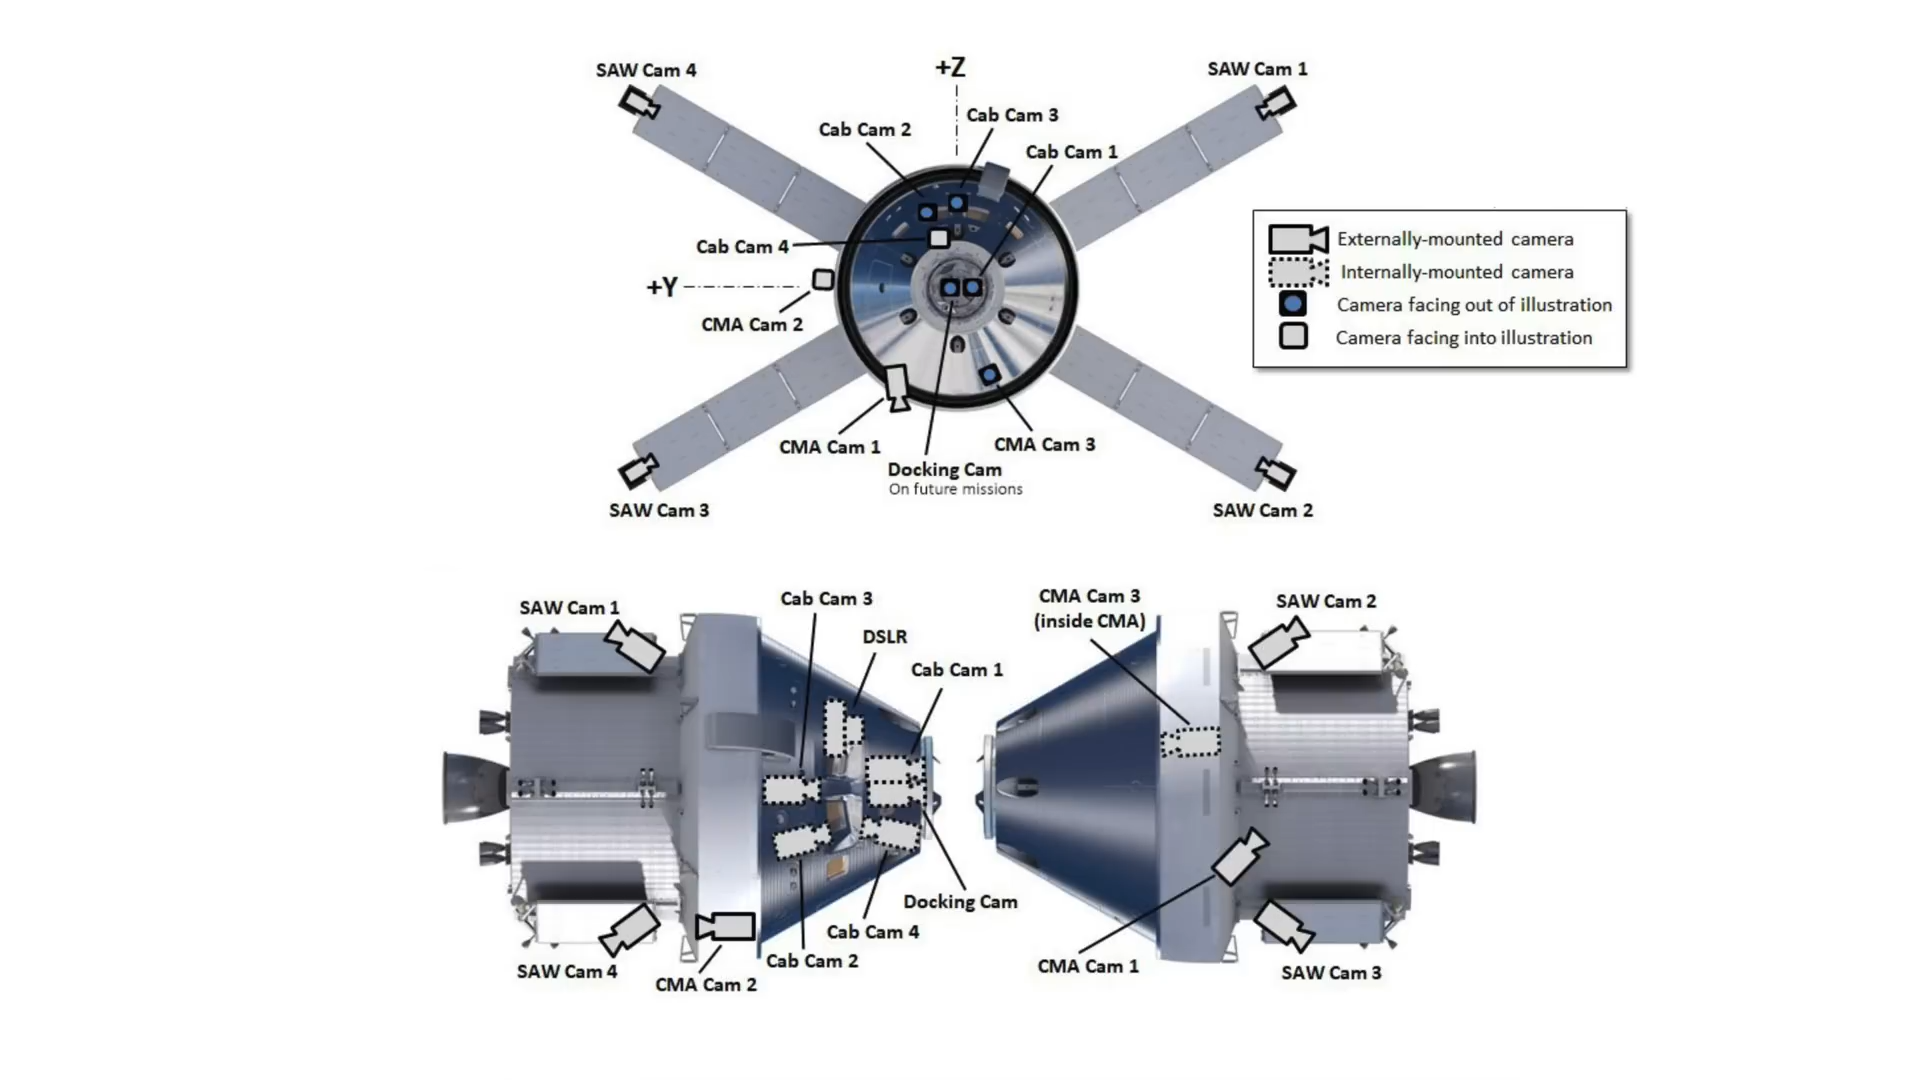 SAW Cam 4
+Z
SAW Cam 1
Cab Cam 3
Cab Cam 2
Cab Cam 1
Cab Cam 4
+Y
CMA Cam 2
CMA Cam 1
CMA Cam 3
Docking Cam
On future missions
SAW Cam 3
SAW Cam 2
Externally-mounted camera
Internally-mounted camera
Camera facing out of illustration
Camera facing into illustration
SAW Cam 1
Cab Cam 3
DSLR
Cab Cam 1
Docking Cam
Cab Cam 4
Cab Cam 2
SAW Cam 4
CMA Cam 2
CMA Cam 3
(inside CMA)
SAW Cam 2
CMA Cam 1
SAW Cam 3